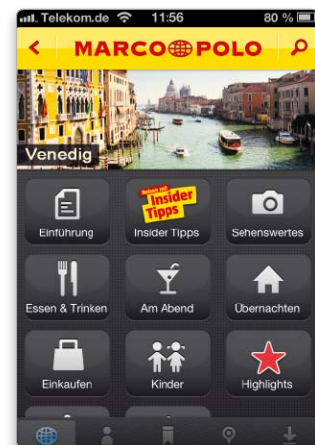 Telekom.de 11:56 80 %
MARCO POLO
Venedig
Reisen mit
Insider
Tipps
Einführung Insider Tipps Sehenswertes
Essen & Trinken Am Abend Übernachten
Einkaufen Kinder Highlights